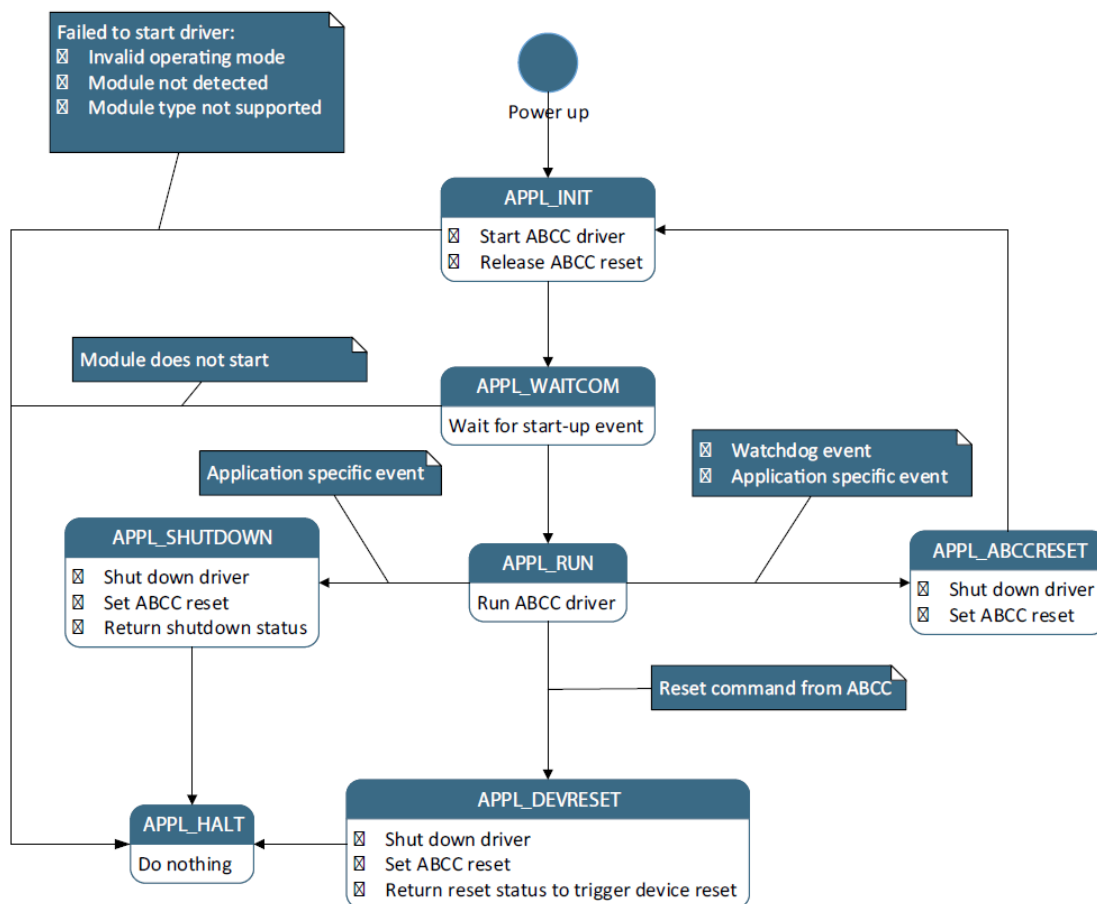 Failed to start driver:
Invalid operating mode
Module not detected
Module type not supported
Power up
APPL_INIT
Start ABCC driver
Release ABCC reset
Module does not start
APPL_WAITCOM
Wait for start-up event
Application specific event
Watchdog event
Application specific event
APPL_SHUTDOWN
Shut down driver
Set ABCC reset
Return shutdown status
APPL_RUN
Run ABCC driver
APPL_ABCCRESET
Shut down driver
Set ABCC reset
Reset command from ABCC
APPL_HALT
Do nothing
APPL_DEVRESET
Shut down driver
Set ABCC reset
Return reset status to trigger device reset